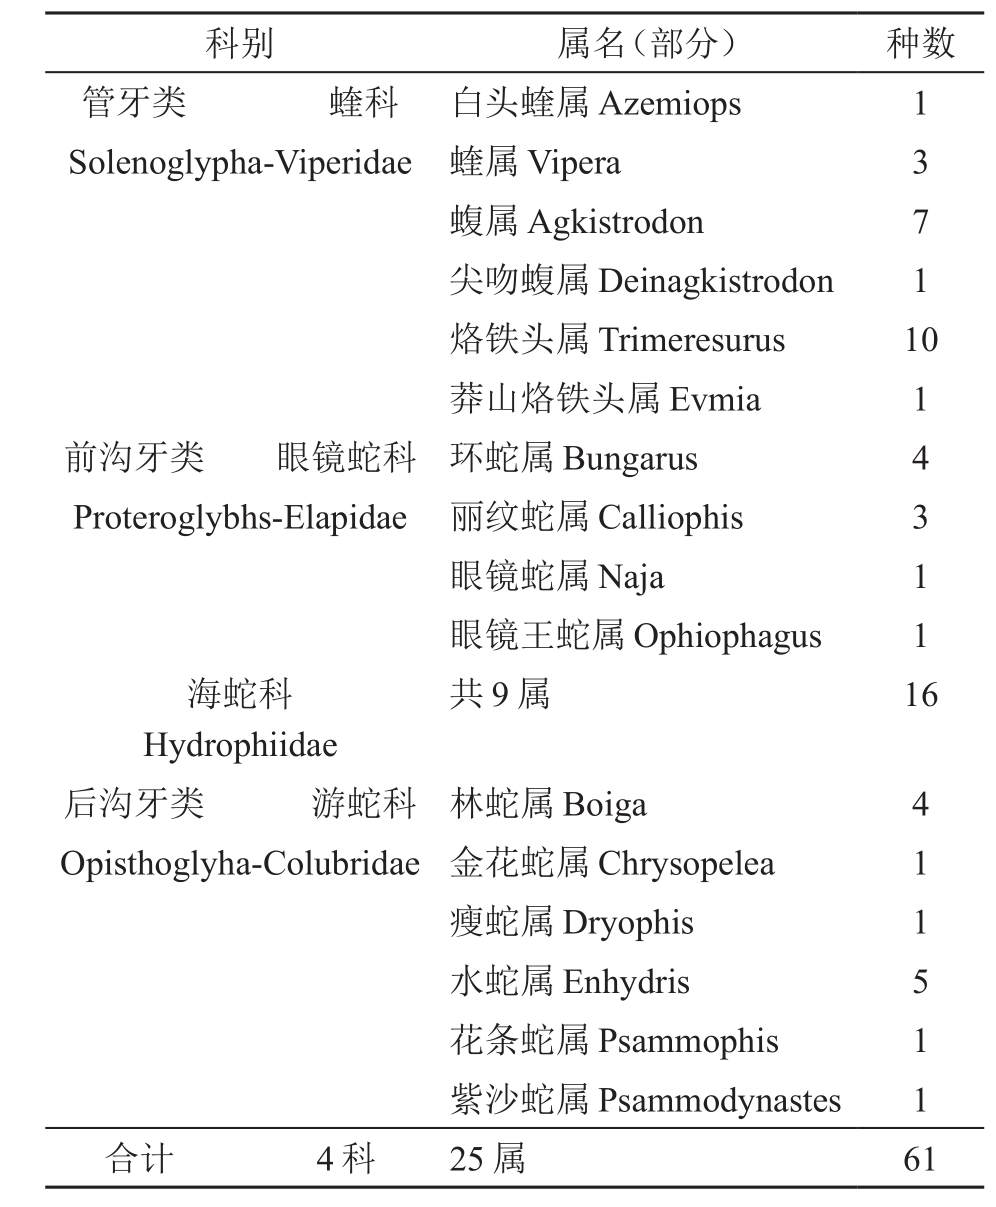 科别 属名（部分） 种数
管牙类 蝰科 白头蝰属 Azemiops 1
Solenoglypha-Viperidae 蝰属 Vipera 3
蝮属 Agkistrodon 7
尖吻蝮属 Deinagkistrodon 1
烙铁头属 Trimeresurus 10
莽山烙铁头属 Evmia 1
前沟牙类 眼镜蛇科 环蛇属 Bungarus 4
Proteroglybhs-Elapidae 丽纹蛇属 Calliophis 3
眼镜蛇属 Naja 1
眼镜王蛇属 Ophiophagus 1
海蛇科 共 9 属 16
Hydrophiidae
后沟牙类 游蛇科 林蛇属 Boiga 4
Opisthoglyha-Colubridae 金花蛇属 Chrysopelea 1
瘦蛇属 Dryophis 1
水蛇属 Enhydris 5
花条蛇属 Psammophis 1
紫沙蛇属 Psammodynastes 1
合计 4 科 25 属 61